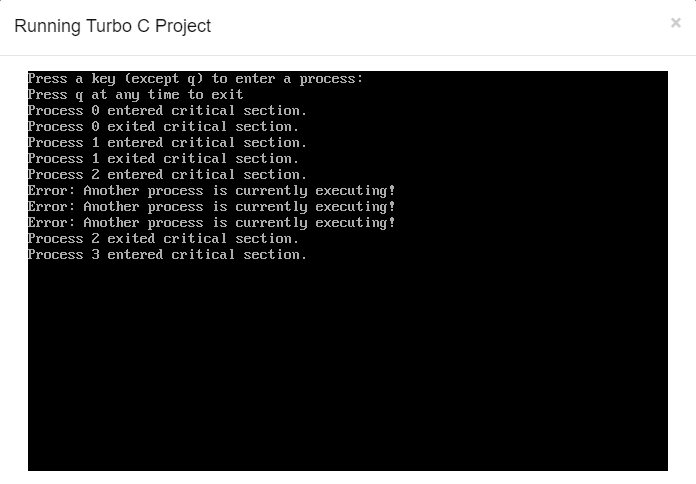 Running Turbo C Project
×
Press a key (except q) to enter a process:
Press q at any time to exit
Process 0 entered critical section.
Process 0 exited critical section.
Process 1 entered critical section.
Process 1 exited critical section.
Process 2 entered critical section.
Error: Another process is currently executing!
Error: Another process is currently executing!
Error: Another process is currently executing!
Process 2 exited critical section.
Process 3 entered critical section.